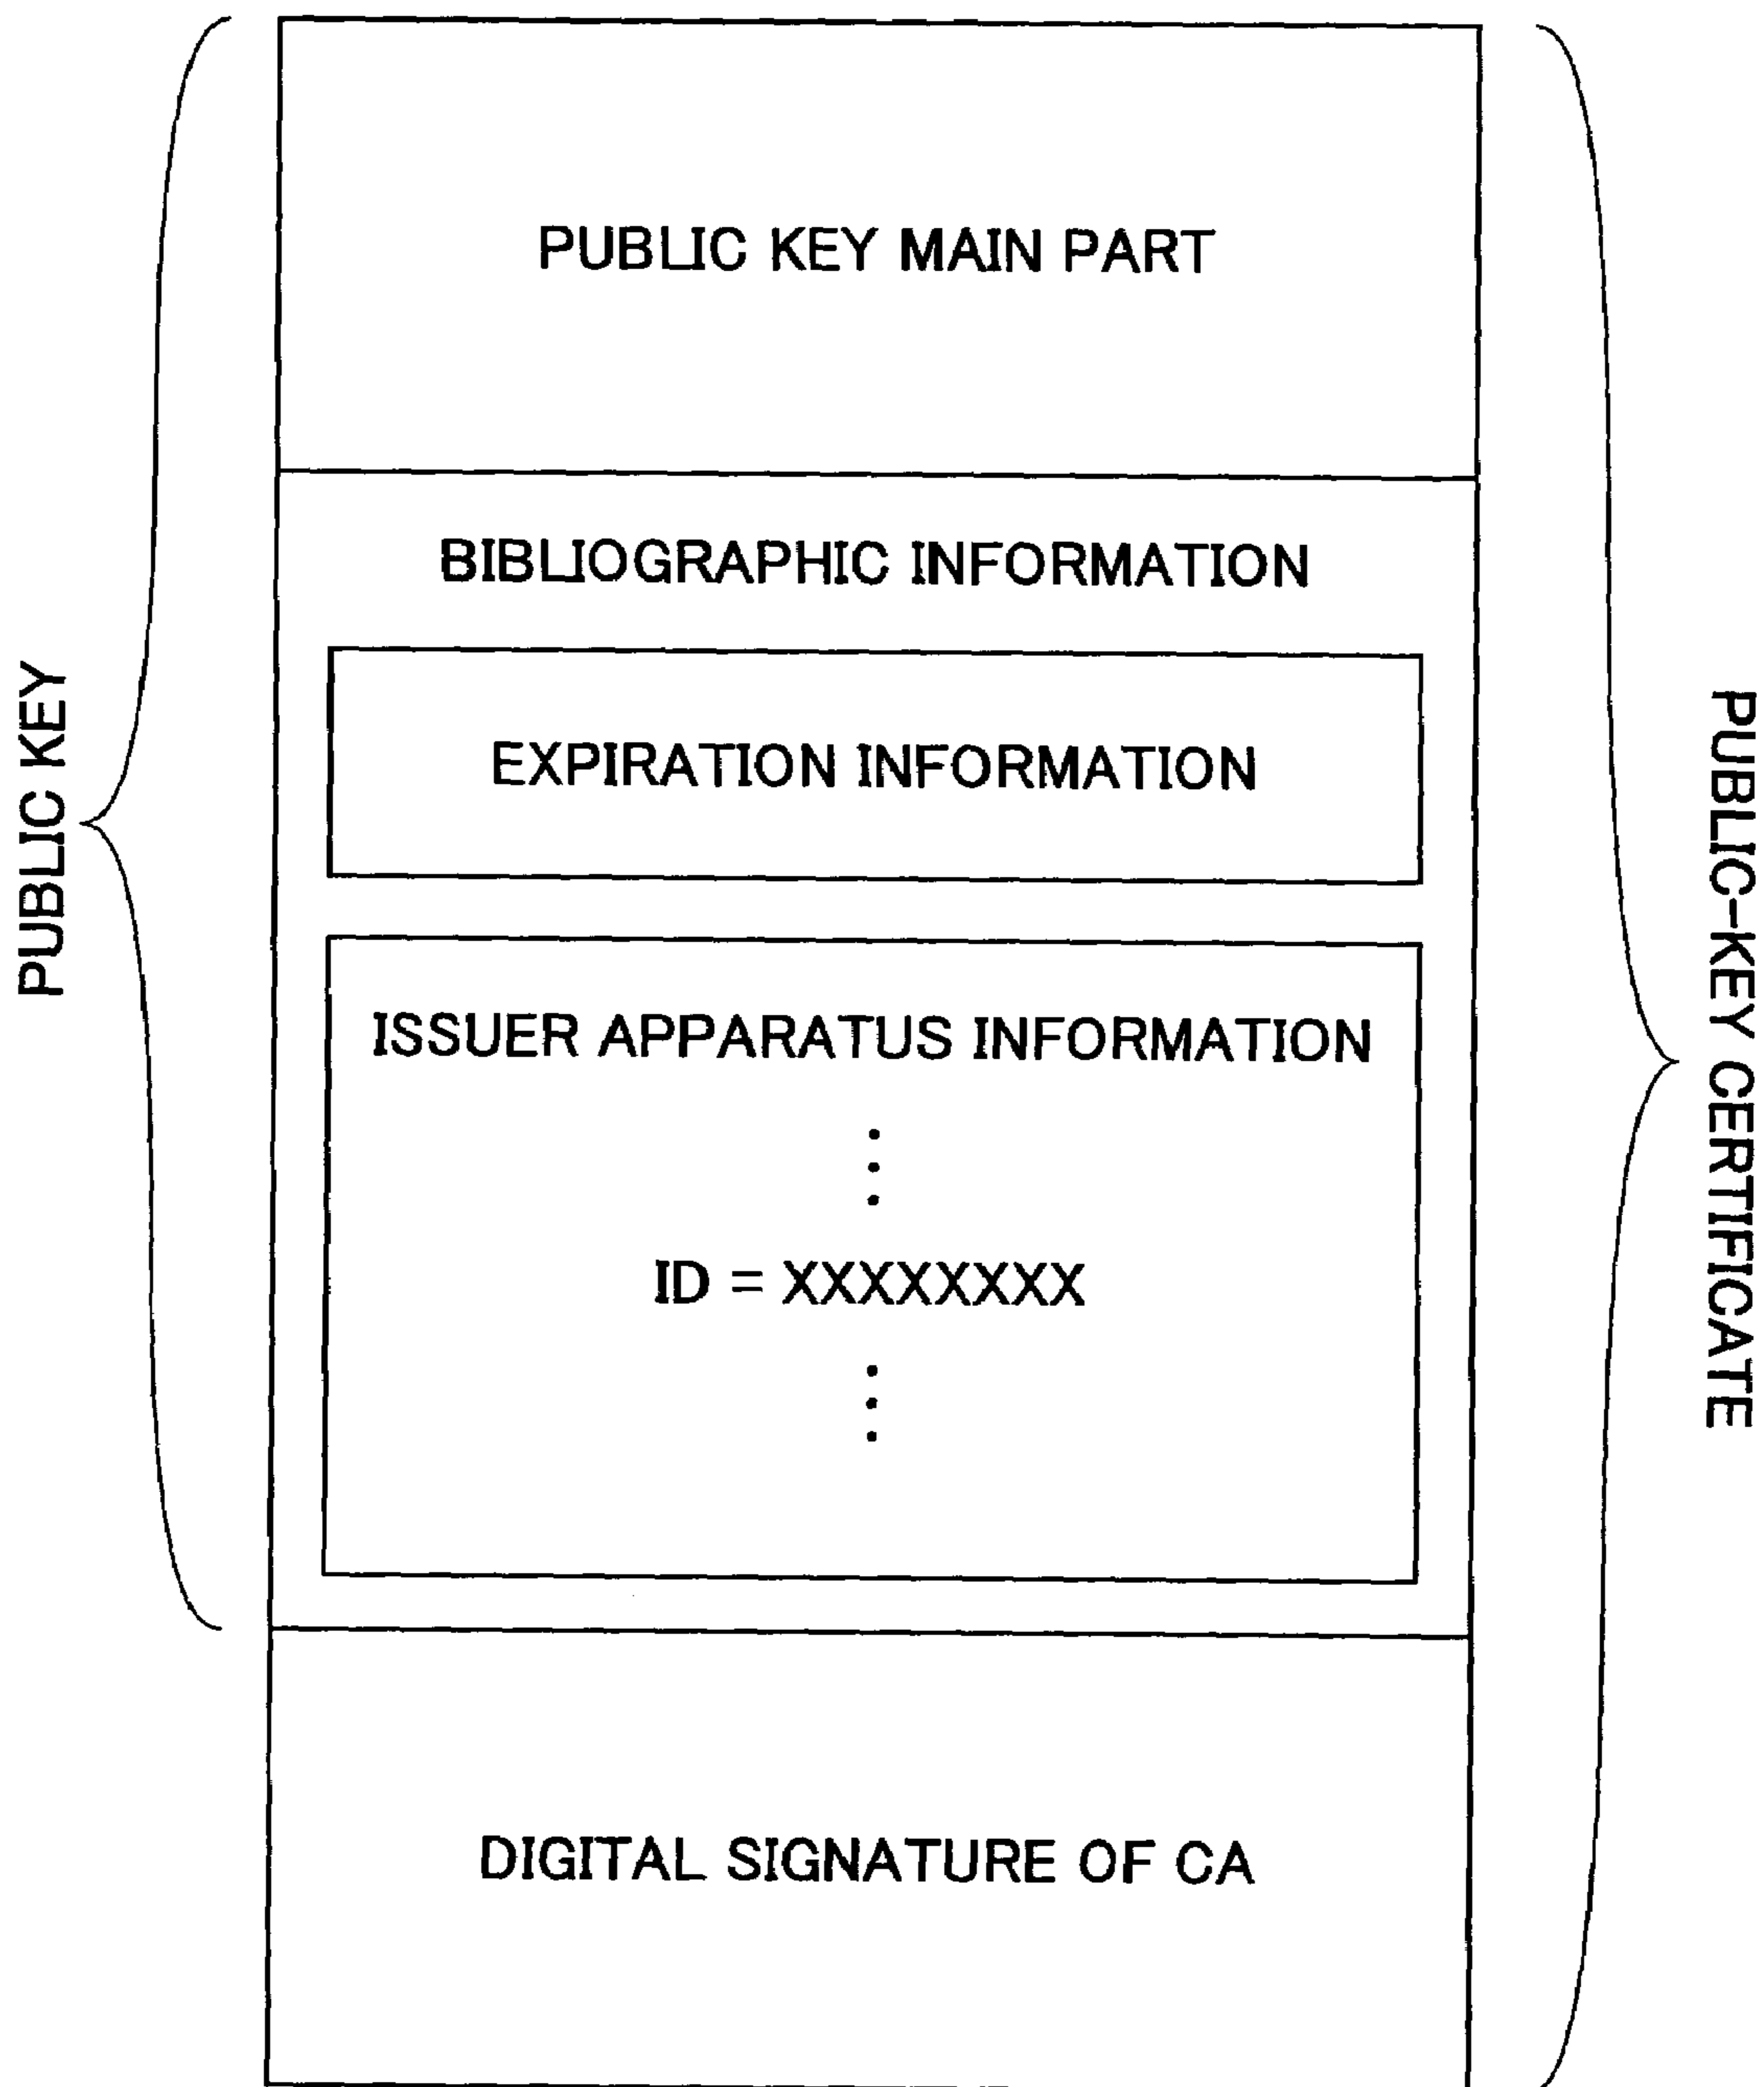 PUBLIC KEY MAIN PART
BIBLIOGRAPHIC INFORMATION
EXPIRATION INFORMATION
ISSUER APPARATUS INFORMATION
ID = XXXXXXXX
DIGITAL SIGNATURE OF CA
PUBLIC KEY
PUBLIC-KEY CERTIFICATE